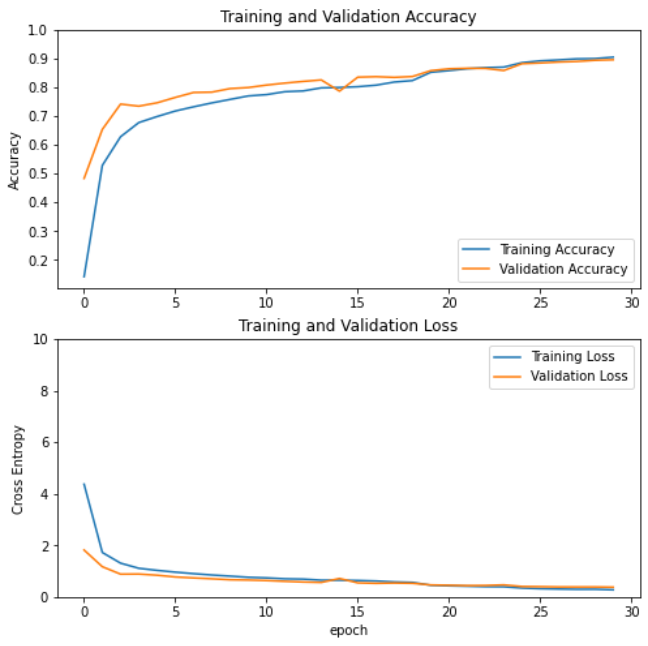 Training and Validation Accuracy
1.0
0.9
0.8
0.7
0.6
0.5
0.4
0.3
0.2
Accuracy
Training Accuracy
Validation Accuracy
0 5 10 15 20 25 30
Training and Validation Loss
10
8
6
4
2
0
Cross Entropy
Training Loss
Validation Loss
0 5 10 15 20 25 30
epoch